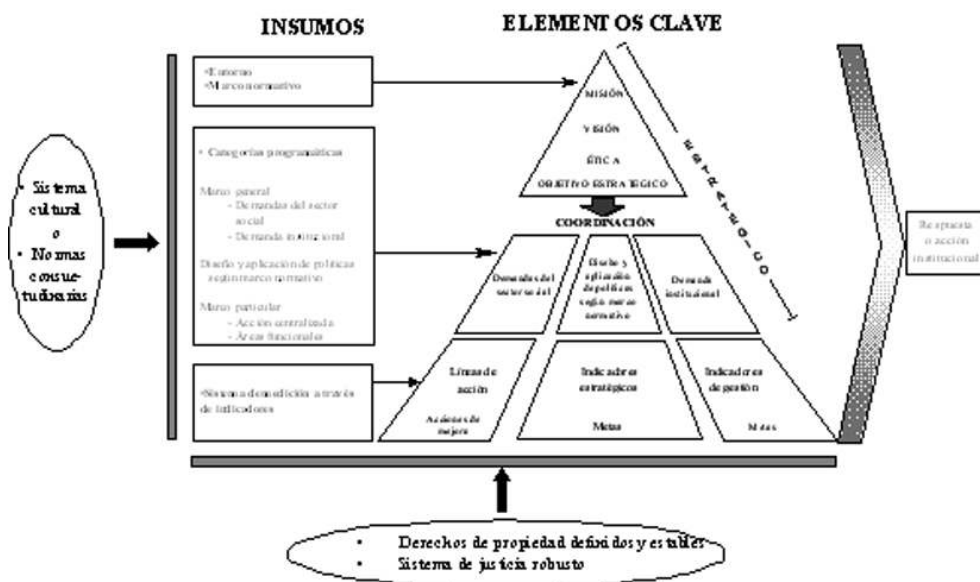 INSUMOS
ELEMENTOS CLAVE
•Entorno
•Marco normativo
• Categorías programáticas
Marco general
- Demandas del sector
social
- Demanda institucional
Diseño y aplicación de políticas
según marco normativo
Marco particular
- Acción centralizada
- Áreas funcionales
•Sistema de medición a través
de indicadores
• Sistema
cultural
o
• Normas
consue-
tudinarias
MISIÓN
VISIÓN
ÉTICA
OBJETIVO ESTRATEGICO
COORDINACIÓN
Demandas del
sector social
Diseño y
aplicación
de políticas
según marco
normativo
Demanda
institucional
Líneas de
acción
Acciones de
mejora
Indicadores
estratégicos
Metas
Indicadores
de gestión
Metas
Respuesta
o acción
institucional
• Derechos de propiedad definidos y estables
• Sistema de justicia robusto